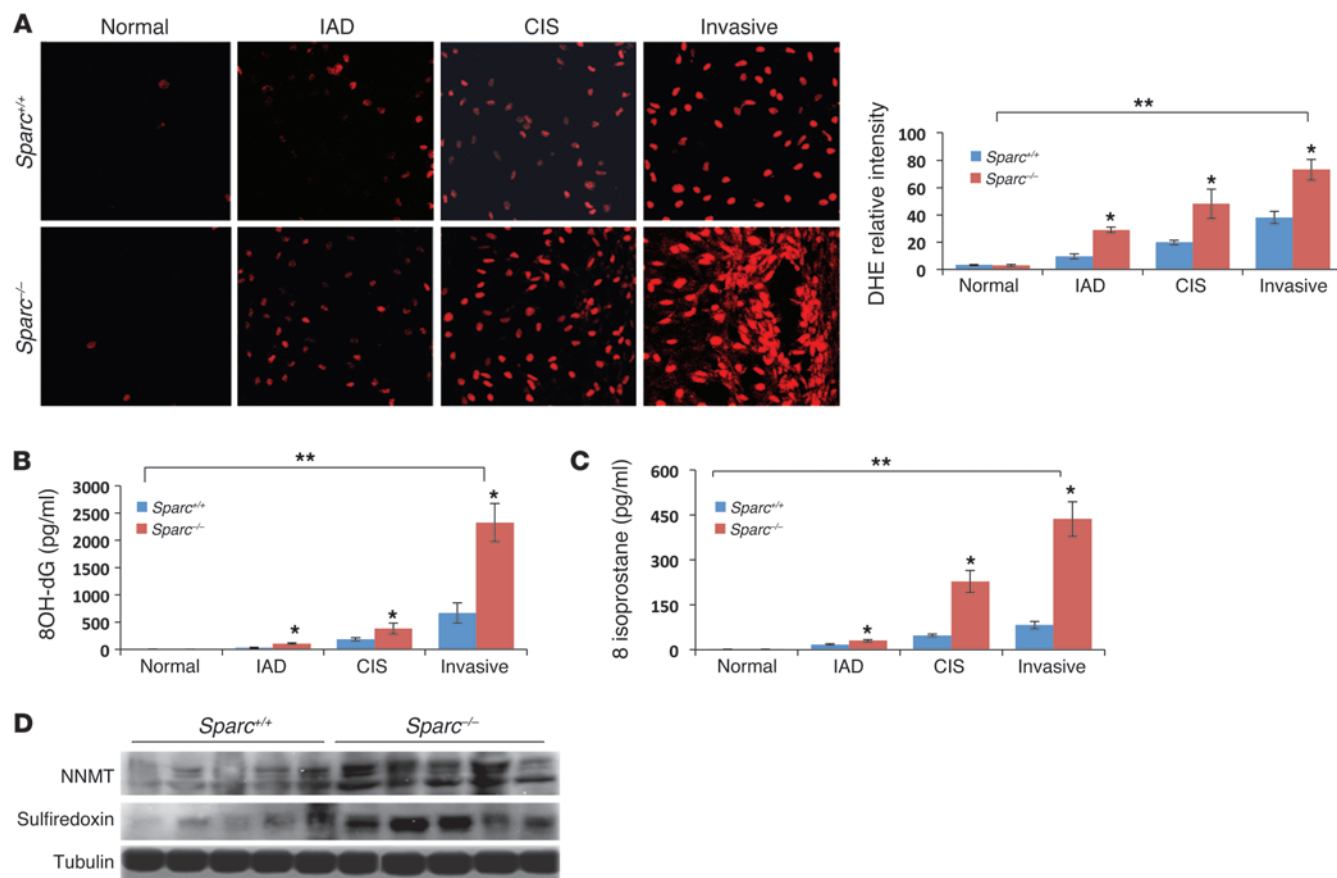 A
Normal IAD CIS Invasive
Sparc+/+
Sparc–/–
DHE relative intensity
100
80
60
40
20
0
**
Sparc+/+
Sparc–/–
*
*
*
Normal IAD CIS Invasive
B
8OH-dG (pg/ml)
3000
2500
2000
1500
1000
500
0
**
Sparc+/+
Sparc–/–
*
*
*
Normal IAD CIS Invasive
C
8 isoprostane (pg/ml)
600
450
300
150
0
**
Sparc+/+
Sparc–/–
*
*
*
Normal IAD CIS Invasive
D
Sparc+/+ Sparc–/–
NNMT
Sulfiredoxin
Tubulin